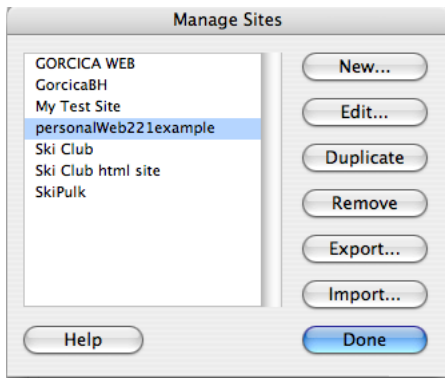 Manage Sites
GORCICA WEB
GorcicaBH
My Test Site
personalWeb221example
Ski Club
Ski Club html site
SkiPulk
New...
Edit...
Duplicate
Remove
Export...
Import...
Help
Done